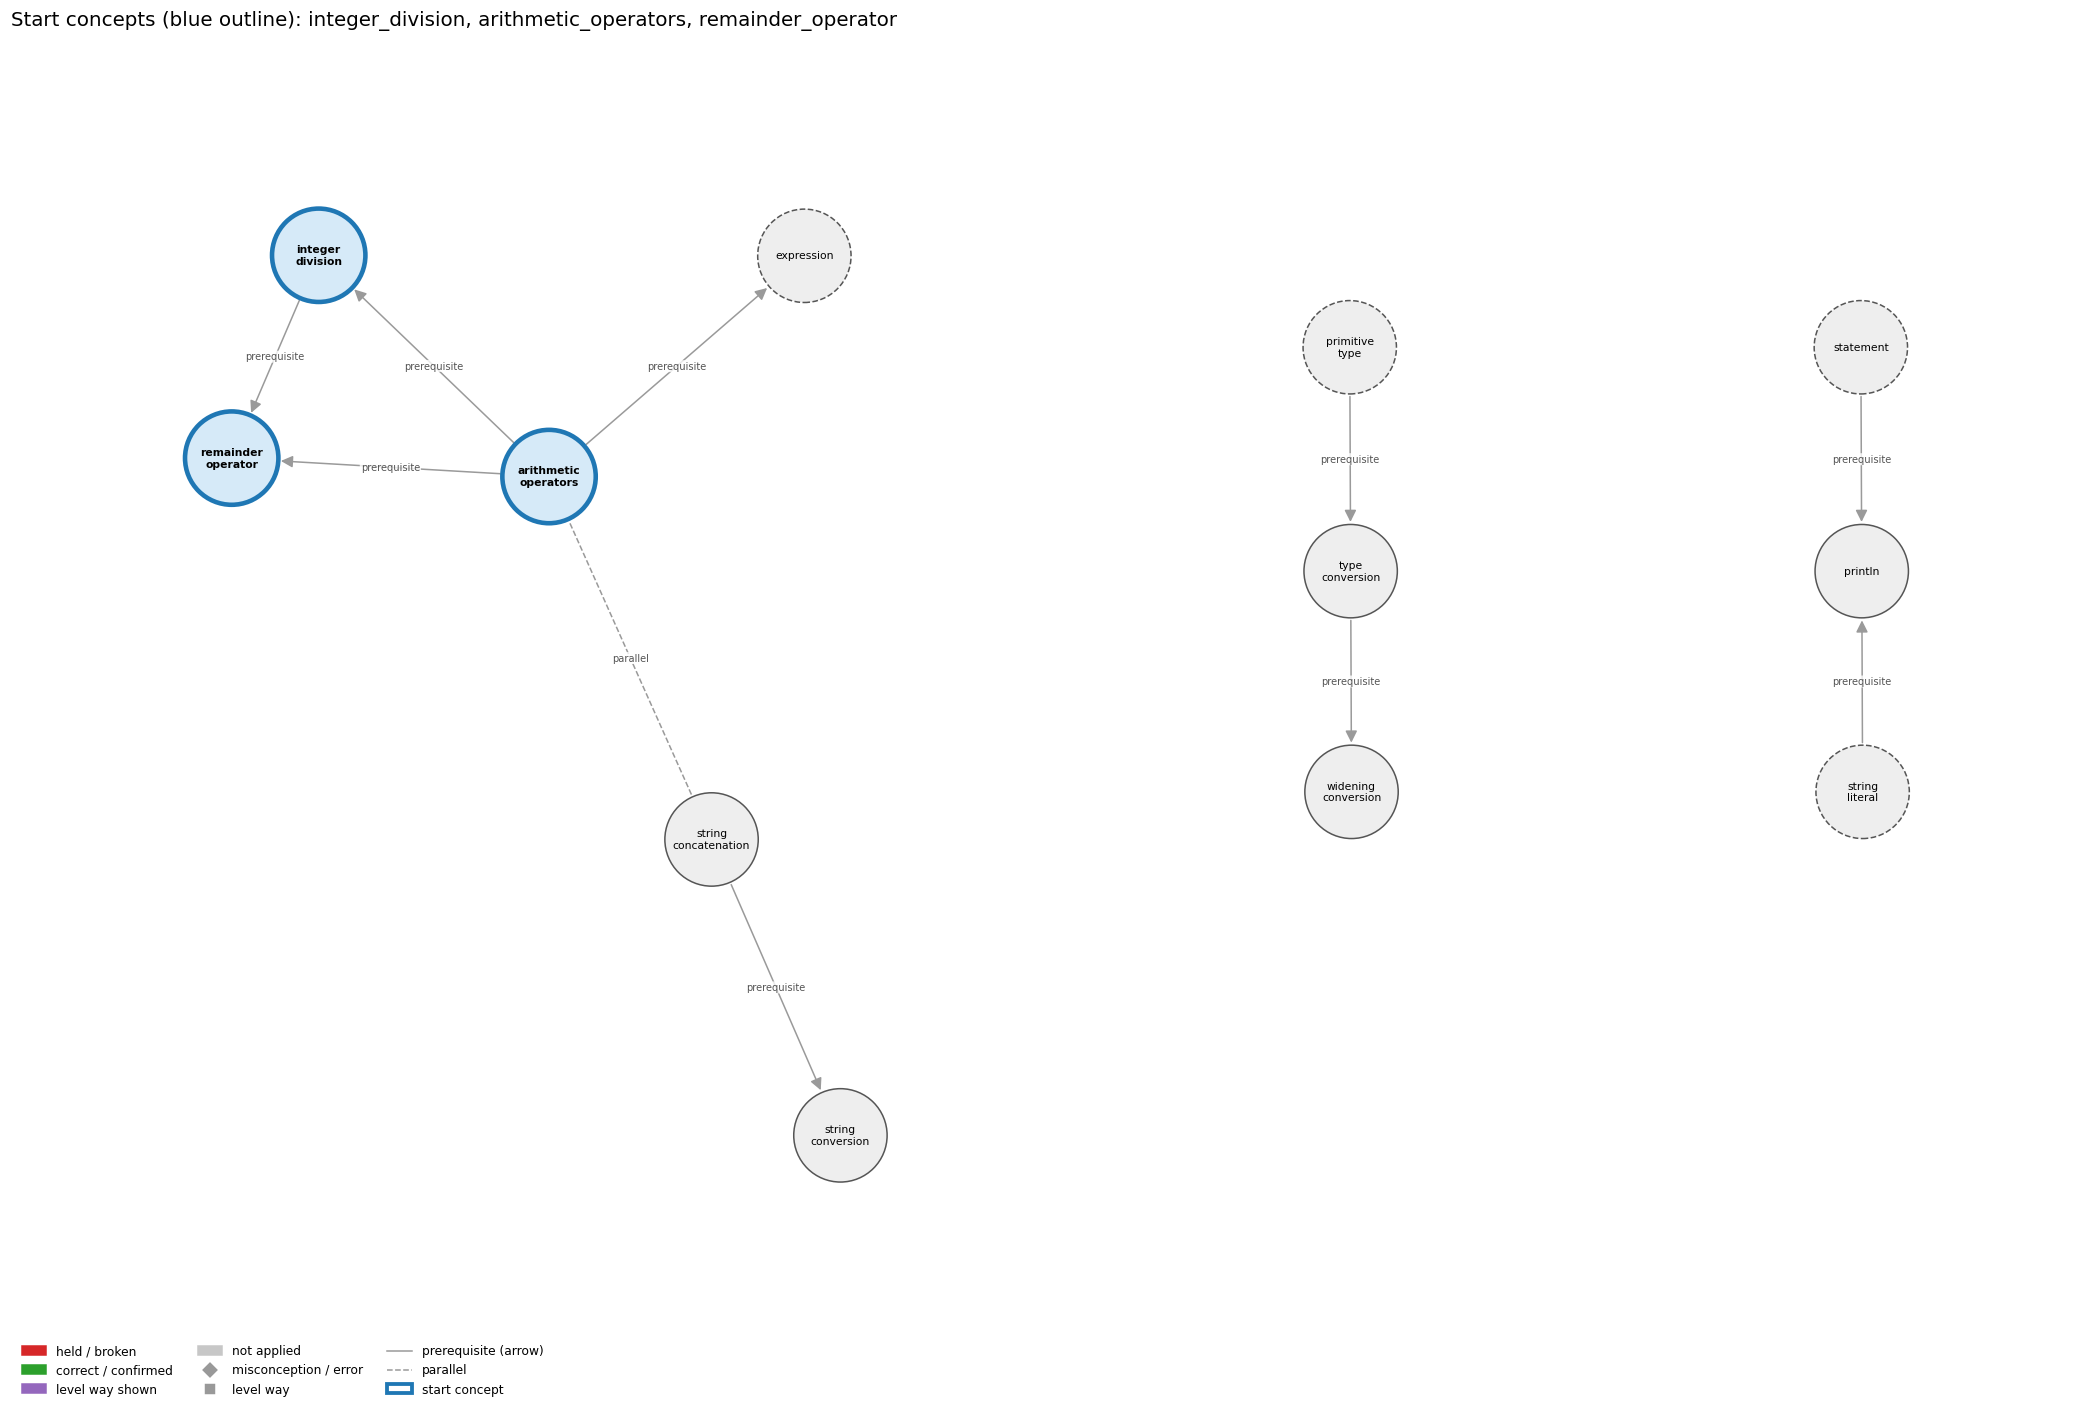 Start concepts (blue outline): integer_division, arithmetic_operators, remainder_operator
integer
division
expression
primitive
type
statement
prerequisite
prerequisite
prerequisite
remainder
operator
prerequisite
arithmetic
operators
prerequisite
prerequisite
type
conversion
println
parallel
prerequisite
prerequisite
widening
conversion
string
literal
string
concatenation
prerequisite
string
conversion
held / broken
correct / confirmed
level way shown
not applied
misconception / error
level way
prerequisite (arrow)
parallel
start concept